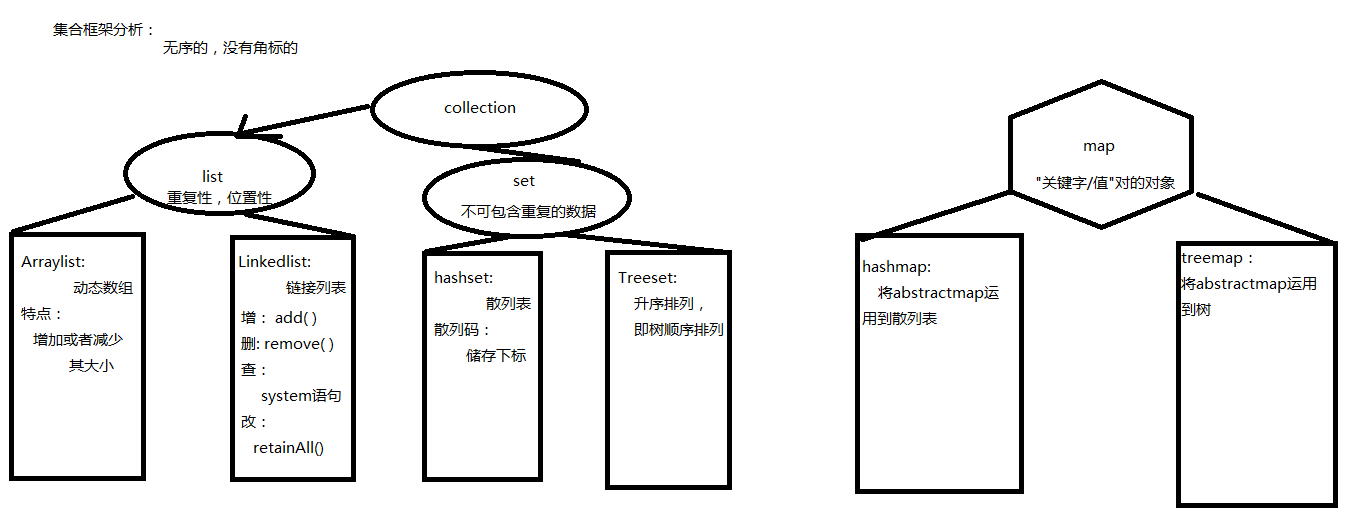 集合框架分析：
无序的，没有角标的
collection
list
重复性，位置性
set
不可包含重复的数据
map
"关键字/值"对的对象
Arraylist:
动态数组
特点：
增加或者减少
其大小
Linkedlist:
链接列表
增： add( )
删: remove( )
查：
system语句
改：
retainAll()
hashset:
散列表
散列码：
储存下标
Treeset:
升序排列，
即树顺序排列
hashmap:
将abstractmap运
用到散列表
treemap：
将abstractmap运用
到树